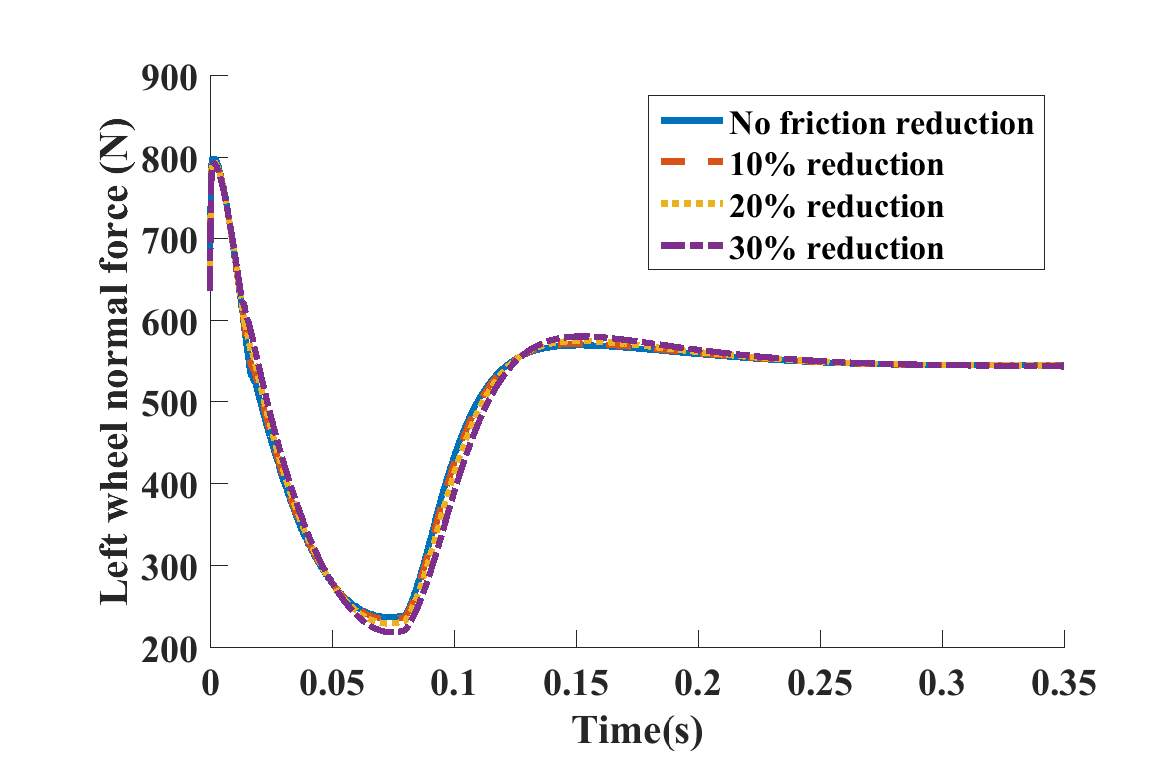 900
800
700
600
500
400
300
200
Left wheel normal force (N)
No friction reduction
10% reduction
20% reduction
30% reduction
0 0.05 0.1 0.15 0.2 0.25 0.3 0.35
Time(s)